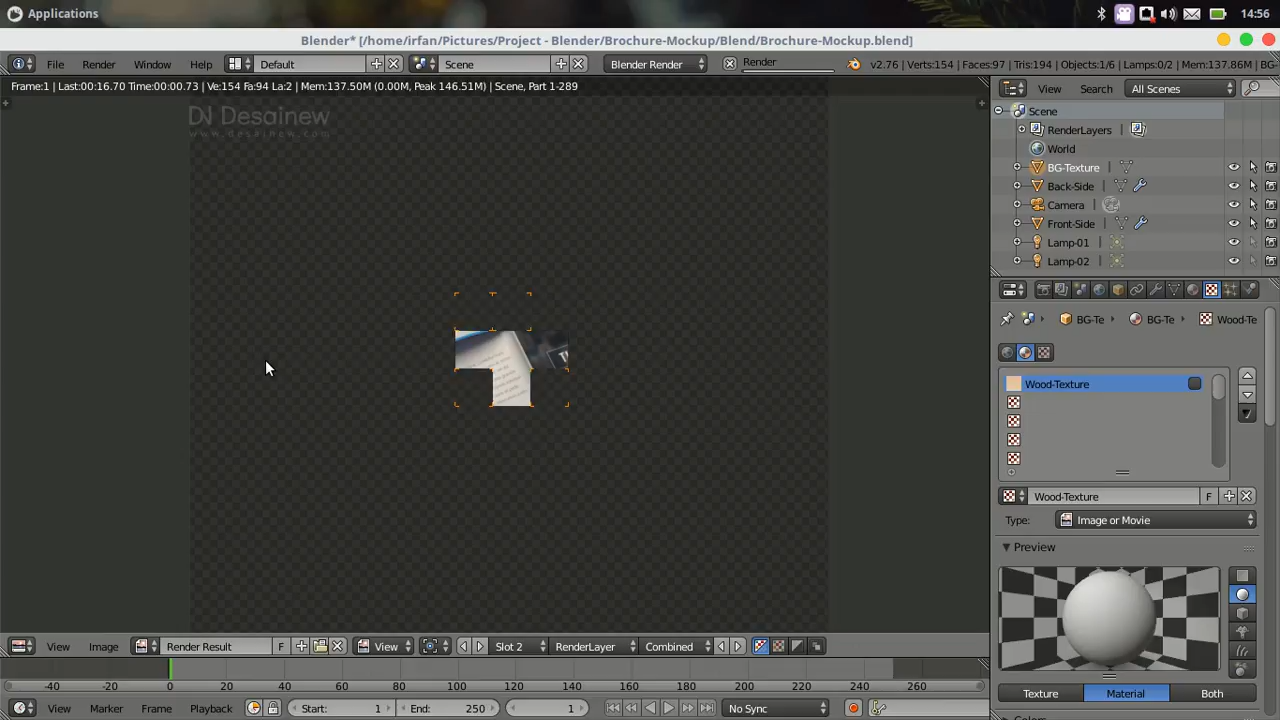 Applications
14:56
Blender* [/home/irfan/Pictures/Project - Blender/Brochure-Mockup/Blend/Brochure-Mockup.blend]
File Render Window Help Default Scene Blender Render Render v2.76 | Verts:154 | Faces:97 | Tris:194 | Objects:1/6 | Lamps:0/2 | Mem:137.86M | BG-
Frame:1 | Last:00:16.70 Time:00:00.73 | Ve:154 Fa:94 La:2 | Mem:137.50M (0.00M, Peak 146.51M) | Scene, Part 1-289
View Search All Scenes
DN Desainew
www.desainew.com
Scene
RenderLayers
World
BG-Texture
Back-Side
Camera
Front-Side
Lamp-01
Lamp-02
BG-Te BG-Te Wood-Te
Wood-Texture
Wood-Texture F
Type: Image or Movie
Preview
Texture Material Both
View Image Render Result F View Slot 2 RenderLayer Combined
-40 -20 0 20 40 60 80 100 120 140 160 180 200 220 240 260
View Marker Frame Playback Start: 1 End: 250 1 No Sync